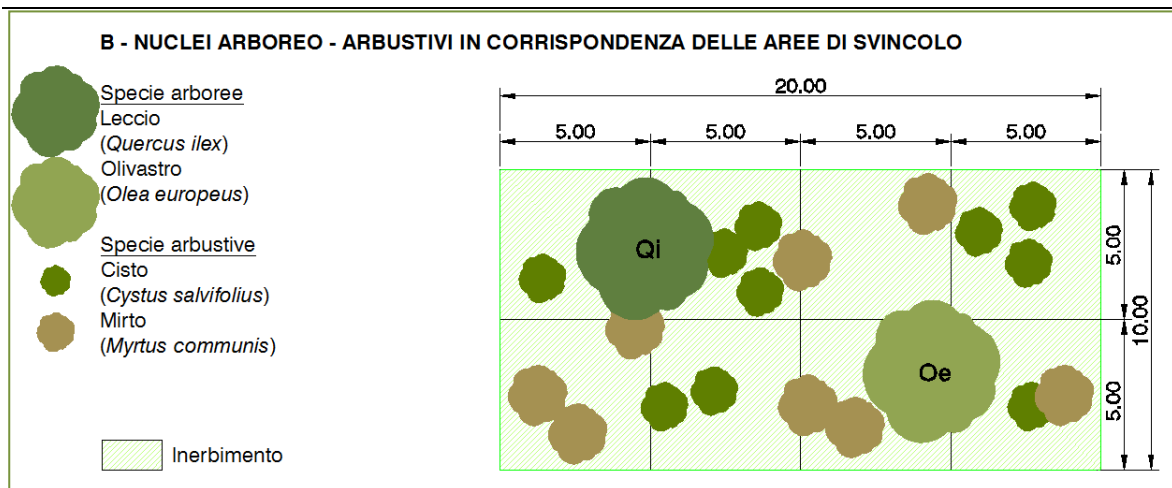 B - NUCLEI ARBOREO - ARBUSTIVI IN CORRISPONDENZA DELLE AREE DI SVINCOLO
Specie arboree
Leccio
(Quercus ilex)
Olivastro
(Olea europeus)
Specie arbustive
Cisto
(Cystus salvifolius)
Mirto
(Myrtus communis)
Inerbimento
20.00
5.00 5.00 5.00 5.00
Qi
Oe
5.00
10.00
5.00